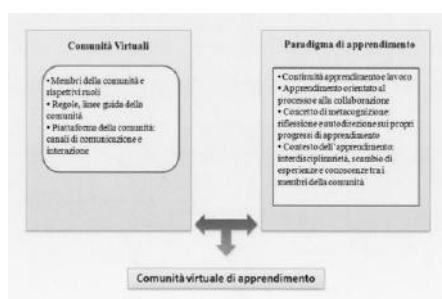 Comunità Virtuali
• Membri della comunità e
rispettivi ruoli
• Regole, linee guida della
comunità
• Piattaforma della comunità:
canali di comunicazione e
interazione
Paradigma di apprendimento
• Continuità apprendimento e lavoro
• Apprendimento orientato al
processo e alla collaborazione
• Concetto di metacognizione:
riflessione e autodirezione sui propri
progressi di apprendimento
• Contesto dell'apprendimento:
interdisciplinarietà, scambio di
esperienze e conoscenze tra i
membri della comunità
Comunità virtuale di apprendimento